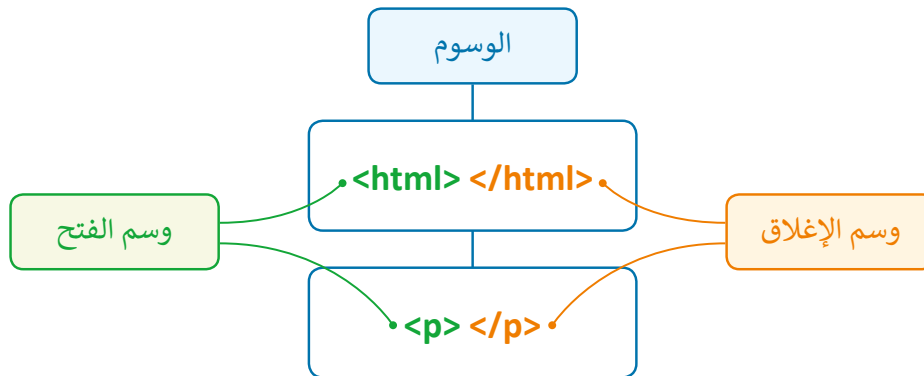 الوسوم
<html> </html>
وسم الفتح
وسم الإغلاق
<p> </p>